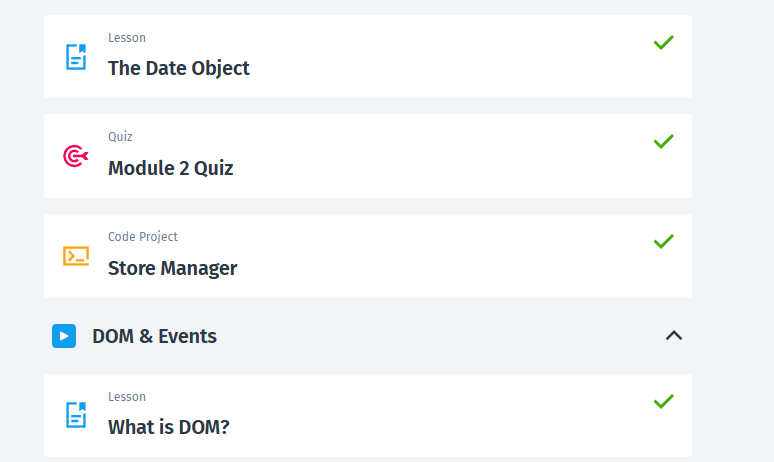 Lesson
The Date Object
Quiz
Module 2 Quiz
Code Project
Store Manager
DOM & Events
Lesson
What is DOM?